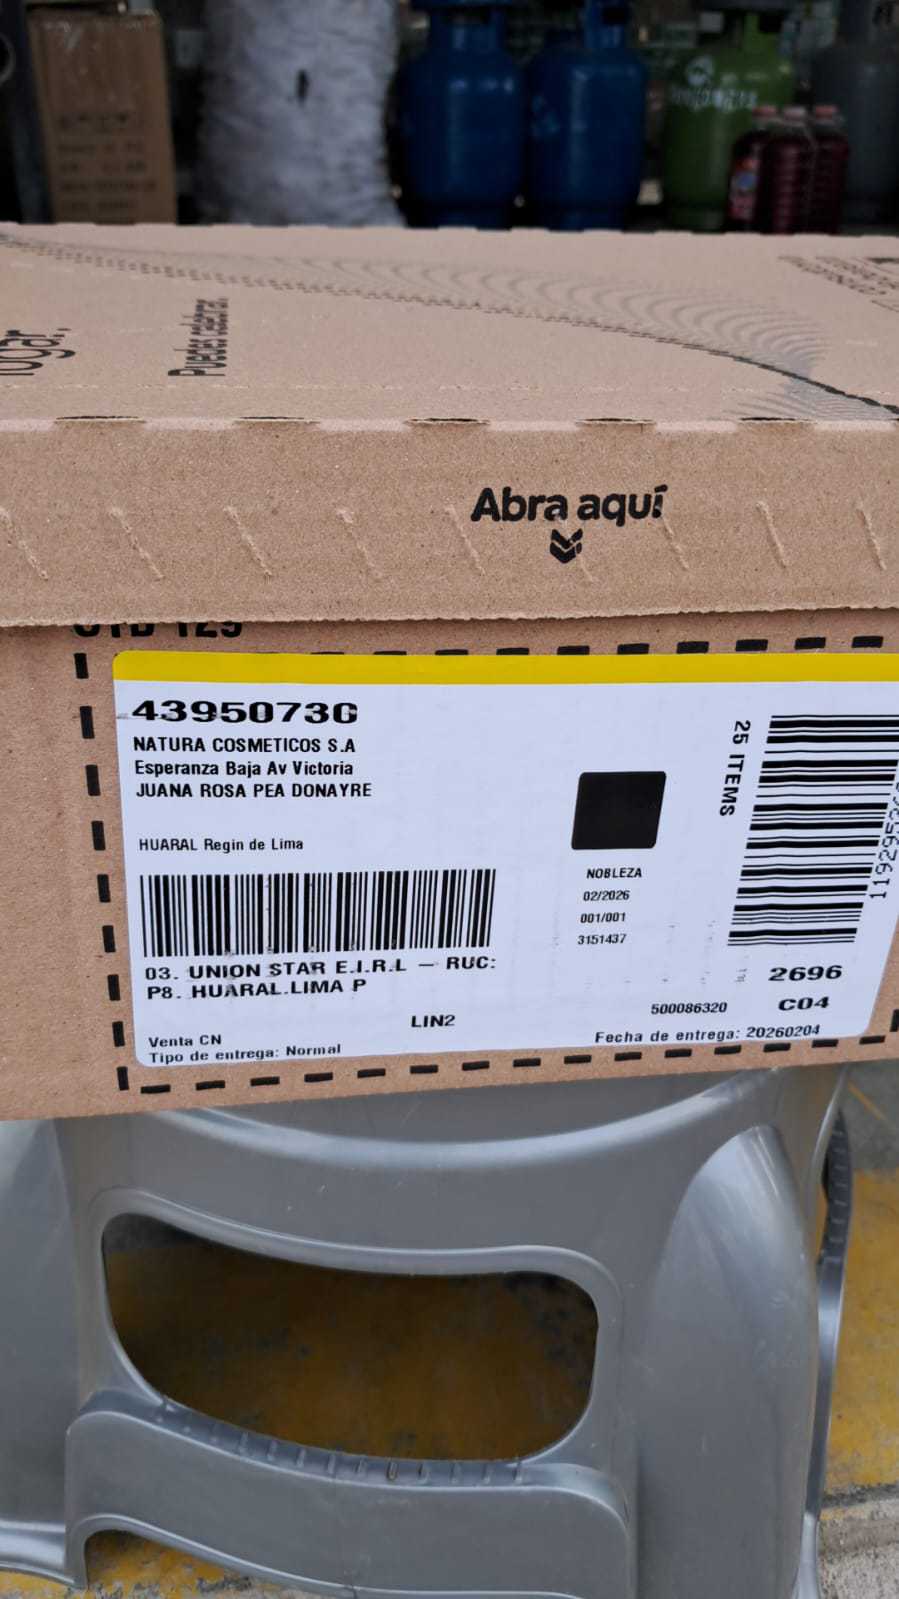 Puedes celebrar.
Abra aquí
43950730
NATURA COSMETICOS S.A
Esperanza Baja Av Victoria
JUANA ROSA PEA DONAYRE
HUARAL Regin de Lima
25 ITEMS
NOBLEZA
02/2026
001/001
3151437
03. UNION STAR E.I.R.L – RUC:
P8. HUARAL.LIMA P
2696
LIN2
500086320
C04
Venta CN
Tipo de entrega: Normal
Fecha de entrega: 20260204